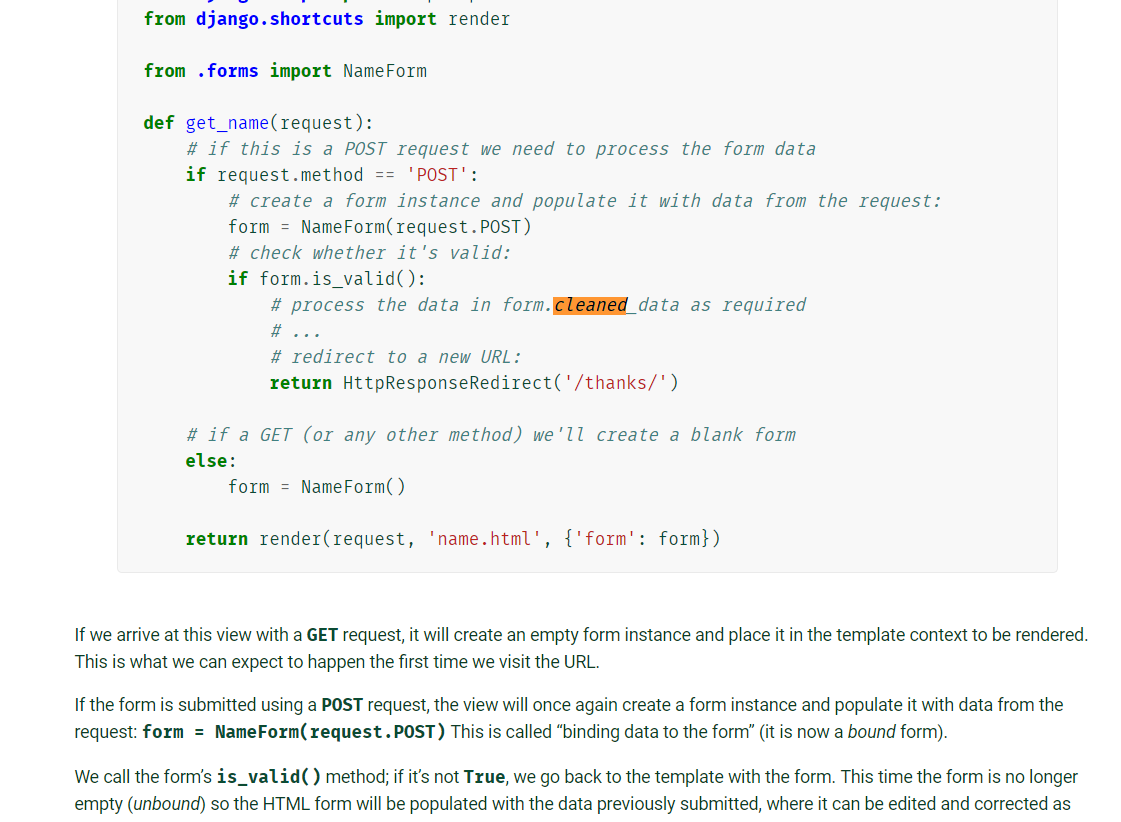 from django.shortcuts import render
from .forms import NameForm
def get_name(request):
# if this is a POST request we need to process the form data
if request.method == 'POST':
# create a form instance and populate it with data from the request:
form = NameForm(request.POST)
# check whether it's valid:
if form.is_valid():
# process the data in form.cleaned_data as required
# ...
# redirect to a new URL:
return HttpResponseRedirect('/thanks/')
# if a GET (or any other method) we'll create a blank form
else:
form = NameForm()
return render(request, 'name.html', {'form': form})
If we arrive at this view with a GET request, it will create an empty form instance and place it in the template context to be rendered.
This is what we can expect to happen the first time we visit the URL.
If the form is submitted using a POST request, the view will once again create a form instance and populate it with data from the
request: form = NameForm(request.POST) This is called “binding data to the form” (it is now a bound form).
We call the form’s is_valid() method; if it’s not True, we go back to the template with the form. This time the form is no longer
empty (unbound) so the HTML form will be populated with the data previously submitted, where it can be edited and corrected as